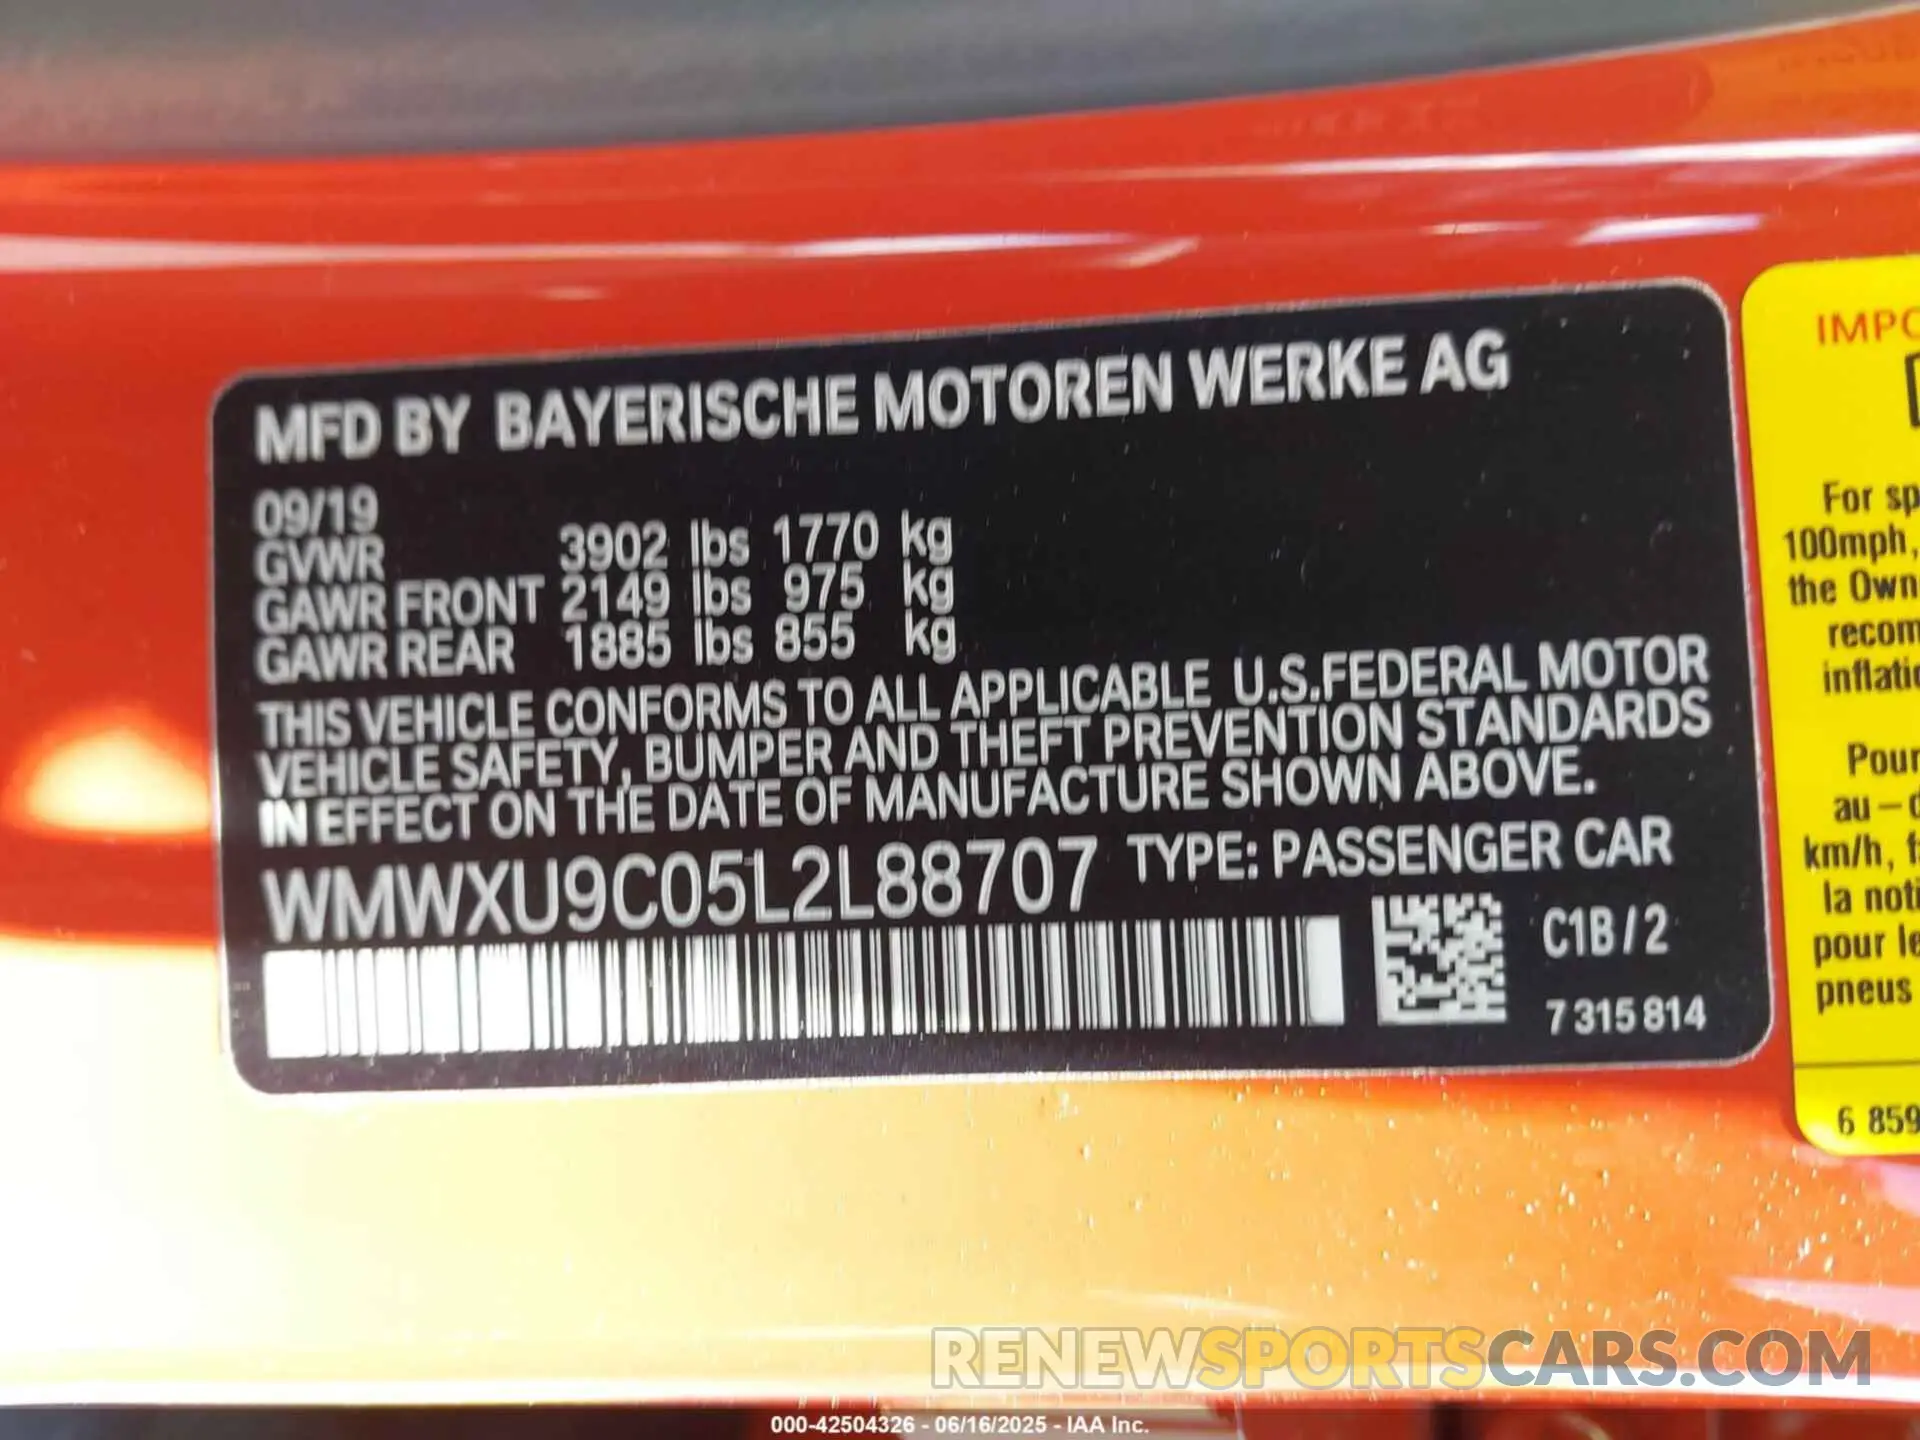 MFD BY BAYERISCHE MOTOREN WERKE AG
09/19
GVWR 3902 lbs 1770 kg
GAWR FRONT 2149 lbs 975 kg
GAWR REAR 1885 lbs 855 kg
THIS VEHICLE CONFORMS TO ALL APPLICABLE U.S.FEDERAL MOTOR
VEHICLE SAFETY, BUMPER AND THEFT PREVENTION STANDARDS
IN EFFECT ON THE DATE OF MANUFACTURE SHOWN ABOVE.
WMWXU9C05L2L88707 TYPE: PASSENGER CAR
C1B/2
7 315 814
IMPO
For sp
100mph,
the Own
recom
inflatio
Pour
au-d
km/h, f
la noti
pour le
pneus
6 859
RENEWSPORTSCARS.COM
000-42504326 - 06/16/2025 - IAA Inc.